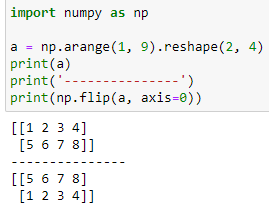 import numpy as np
a = np.arange(1, 9).reshape(2, 4)
print(a)
print('---------------')
print(np.flip(a, axis=0))
[[1 2 3 4]
 [5 6 7 8]]
---------------
[[5 6 7 8]
 [1 2 3 4]]